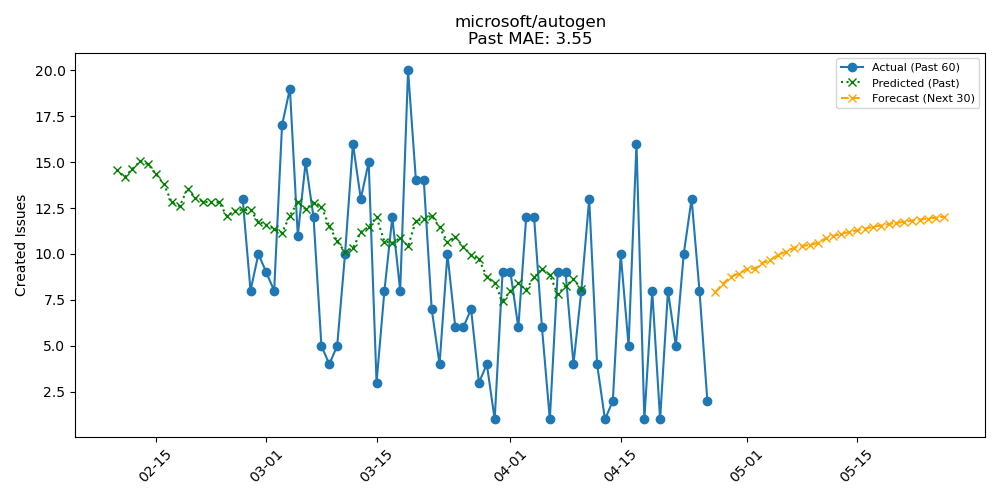 microsoft/autogen
Past MAE: 3.55
Actual (Past 60)
Predicted (Past)
Forecast (Next 30)
Created Issues
20.0
17.5
15.0
12.5
10.0
7.5
5.0
2.5
02-15
03-01
03-15
04-01
04-15
05-01
05-15